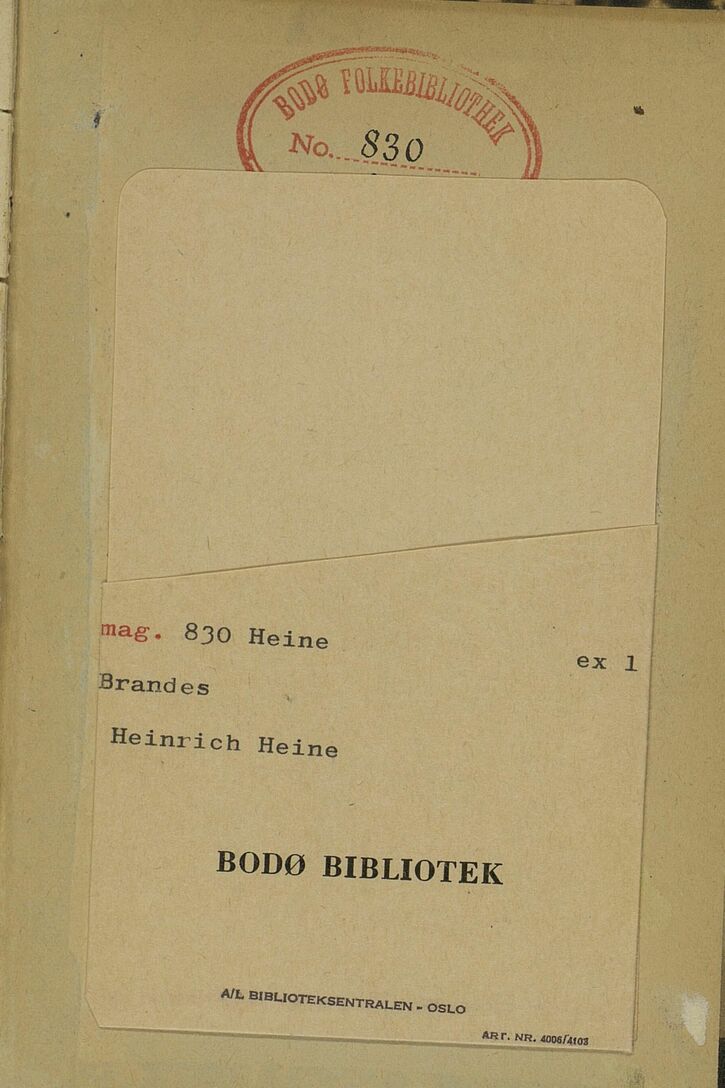 BODØ FOLKEBIBLIOTHEK
No. 830
mag. 830 Heine
ex 1
Brandes
Heinrich Heine
BODØ BIBLIOTEK
A/L BIBLIOTEKSENTRALEN - OSLO
ART. NR. 4006/4103